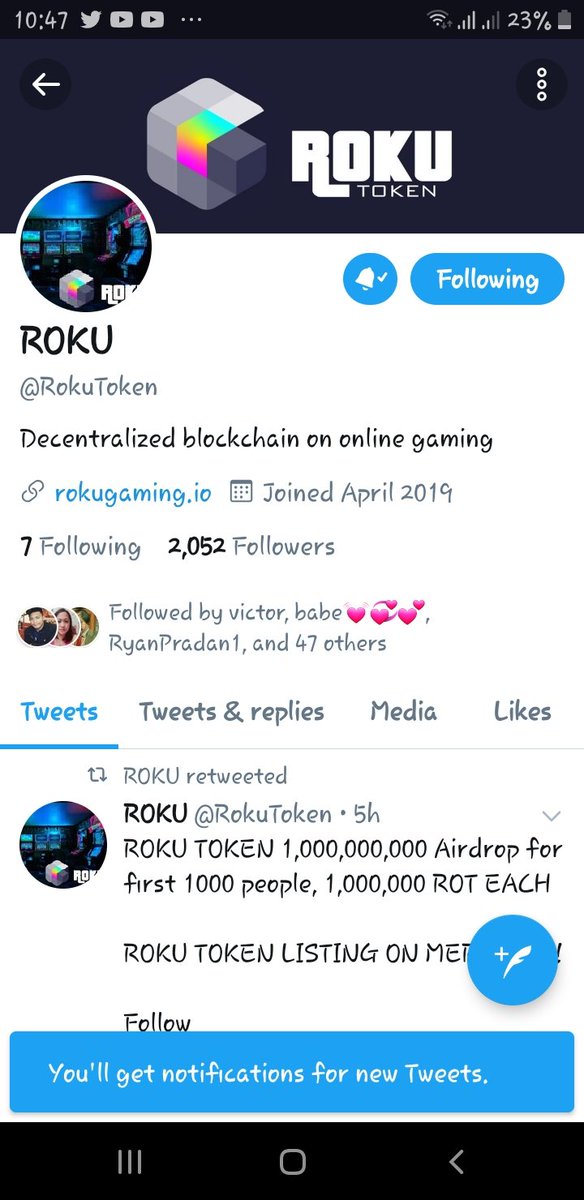 10:47 ... 23%
ROKU
TOKEN
ROKU
Following
ROKU
@RokuToken
Decentralized blockchain on online gaming
rokugaming.io Joined April 2019
7 Following 2,052 Followers
Followed by victor, babe💓💞💕,
RyanPradan1, and 47 others
Tweets Tweets & replies Media Likes
ROKU retweeted
ROKU @RokuToken • 5h
ROKU TOKEN 1,000,000,000 Airdrop for
first 1000 people, 1,000,000 ROT EACH
ROKU TOKEN LISTING ON
Follow
You'll get notifications for new Tweets.